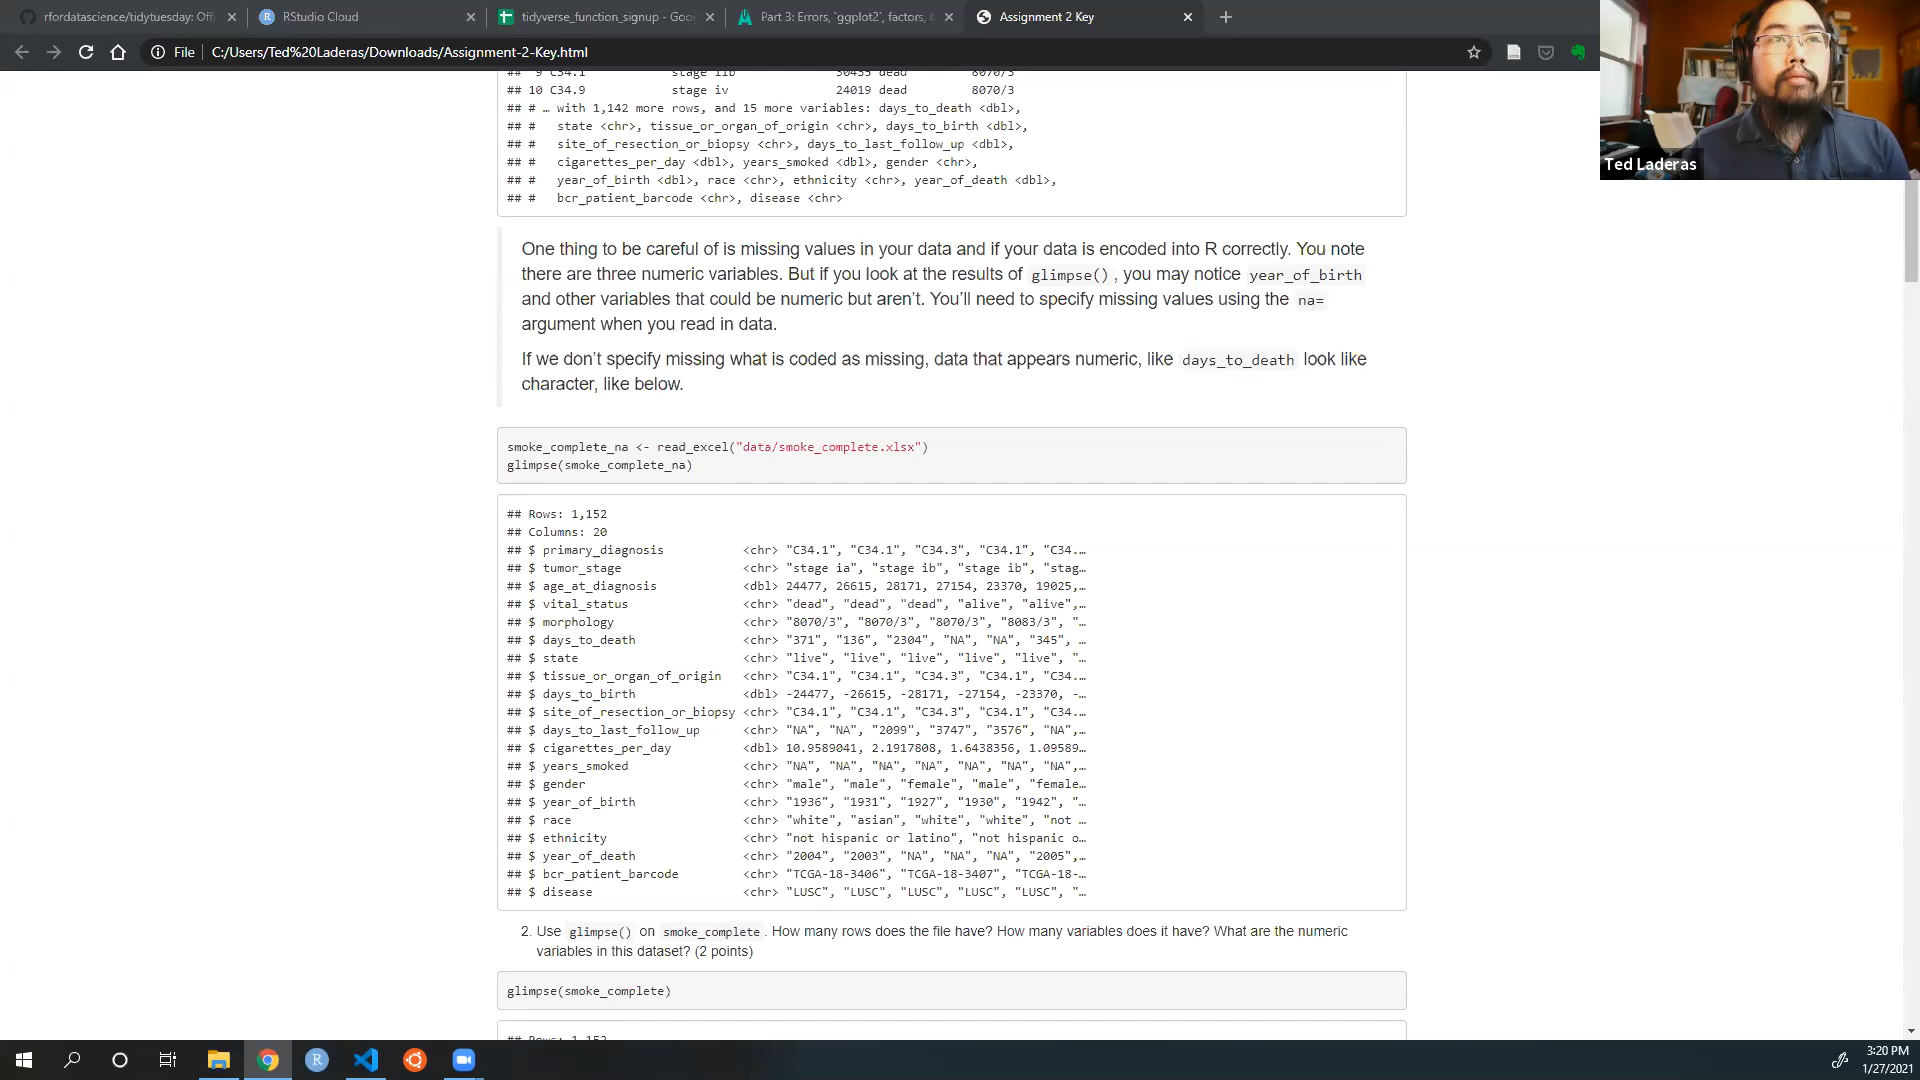 rfordatascience/tidytuesday: Offi
RStudio Cloud
tidyverse_function_signup - Goo
Part 3: Errors, `ggplot2`, factors, b
Assignment 2 Key
File C:/Users/Ted%20Laderas/Downloads/Assignment-2-Key.html
Ted Laderas
## 9 C34.1 stage iib 30435 dead 8070/3
## 10 C34.9 stage iv 24019 dead 8070/3
## # … with 1,142 more rows, and 15 more variables: days_to_death <dbl>,
## # state <chr>, tissue_or_organ_of_origin <chr>, days_to_birth <dbl>,
## # site_of_resection_or_biopsy <chr>, days_to_last_follow_up <dbl>,
## # cigarettes_per_day <dbl>, years_smoked <dbl>, gender <chr>,
## # year_of_birth <dbl>, race <chr>, ethnicity <chr>, year_of_death <dbl>,
## # bcr_patient_barcode <chr>, disease <chr>
One thing to be careful of is missing values in your data and if your data is encoded into R correctly. You note
there are three numeric variables. But if you look at the results of glimpse() , you may notice year_of_birth
and other variables that could be numeric but aren't. You'll need to specify missing values using the na=
argument when you read in data.
If we don't specify missing what is coded as missing, data that appears numeric, like days_to_death look like
character, like below.
smoke_complete_na <- read_excel("data/smoke_complete.xlsx")
glimpse(smoke_complete_na)
## Rows: 1,152
## Columns: 20
## $ primary_diagnosis <chr> "C34.1", "C34.1", "C34.3", "C34.1", "C34.…
## $ tumor_stage <chr> "stage ia", "stage ib", "stage ib", "stag…
## $ age_at_diagnosis <dbl> 24477, 26615, 28171, 27154, 23370, 19025,…
## $ vital_status <chr> "dead", "dead", "dead", "alive", "alive",…
## $ morphology <chr> "8070/3", "8070/3", "8070/3", "8083/3", "…
## $ days_to_death <chr> "371", "136", "2304", "NA", "NA", "345", …
## $ state <chr> "live", "live", "live", "live", "live", "…
## $ tissue_or_organ_of_origin <chr> "C34.1", "C34.1", "C34.3", "C34.1", "C34.…
## $ days_to_birth <dbl> -24477, -26615, -28171, -27154, -23370, -…
## $ site_of_resection_or_biopsy <chr> "C34.1", "C34.1", "C34.3", "C34.1", "C34.…
## $ days_to_last_follow_up <chr> "NA", "NA", "2099", "3747", "3576", "NA",…
## $ cigarettes_per_day <dbl> 10.9589041, 2.1917808, 1.6438356, 1.09589…
## $ years_smoked <chr> "NA", "NA", "NA", "NA", "NA", "NA", "NA",…
## $ gender <chr> "male", "male", "female", "male", "female…
## $ year_of_birth <chr> "1936", "1931", "1927", "1930", "1942", "…
## $ race <chr> "white", "asian", "white", "white", "not …
## $ ethnicity <chr> "not hispanic or latino", "not hispanic o…
## $ year_of_death <chr> "2004", "2003", "NA", "NA", "NA", "2005",…
## $ bcr_patient_barcode <chr> "TCGA-18-3406", "TCGA-18-3407", "TCGA-18-…
## $ disease <chr> "LUSC", "LUSC", "LUSC", "LUSC", "LUSC", "…
2. Use glimpse() on smoke_complete . How many rows does the file have? How many variables does it have? What are the numeric
variables in this dataset? (2 points)
glimpse(smoke_complete)
## Rows: 1,152
3:20 PM
1/27/2021